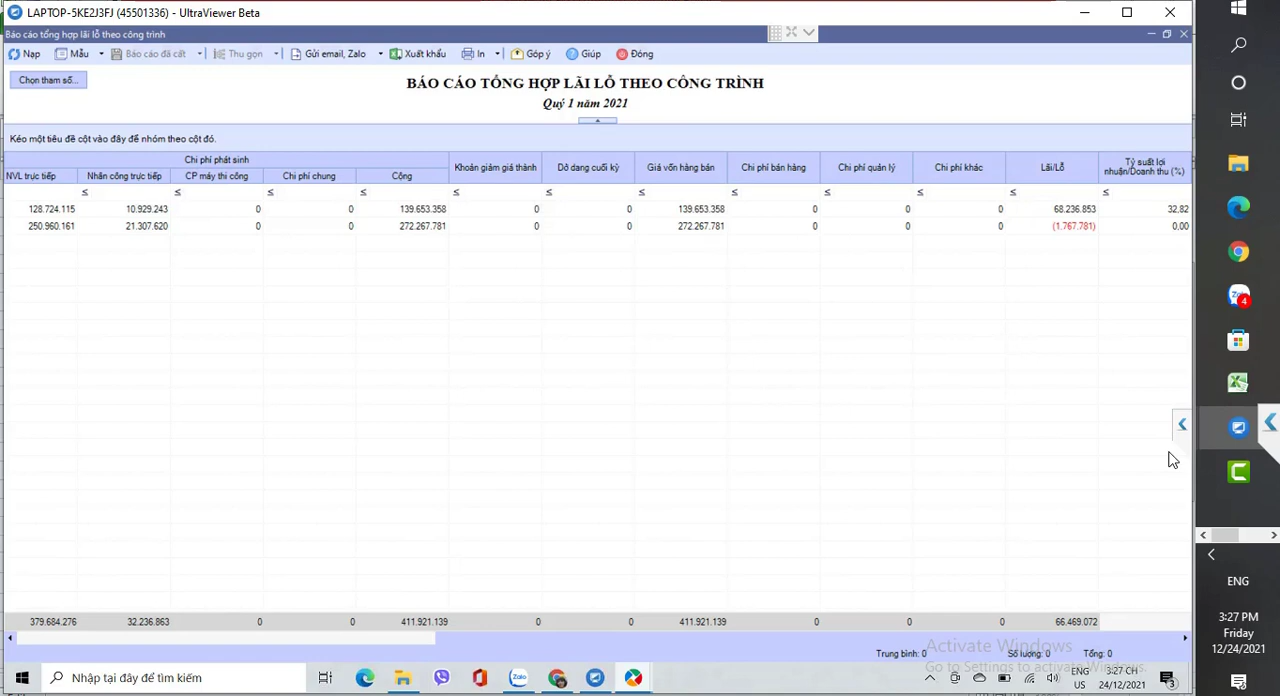 LAPTOP-5KE2J3FJ (45501336) - UltraViewer Beta
Báo cáo tổng hợp lãi lỗ theo công trình
Nạp Mẫu Báo cáo đã cất Thu gọn Gửi email, Zalo Xuất khẩu In Góp ý Giúp Đóng
Chọn tham số...
BÁO CÁO TỔNG HỢP LÃI LỖ THEO CÔNG TRÌNH
Quý 1 năm 2021
Kéo một tiêu đề cột vào đây để nhóm theo cột đó.
Chi phí phát sinh
NVL trực tiếp Nhân công trực tiếp CP máy thi công Chi phí chung Cộng Khoản giảm giá thành Dở dang cuối kỳ Giá vốn hàng bán Chi phí bán hàng Chi phí quản lý Chi phí khác Lãi/Lỗ Tỷ suất lợi nhuận/Doanh thu (%)
≤ ≤ ≤ ≤ ≤ ≤ ≤ ≤ ≤ ≤ ≤ ≤
128.724.115 10.929.243 0 0 139.653.358 0 0 139.653.358 0 0 0 68.236.853 32,82
250.960.161 21.307.620 0 0 272.267.781 0 0 272.267.781 0 0 0 (1.767.781) 0,00
379.684.276 32.236.863 0 0 411.921.139 0 0 411.921.139 0 0 0 66.469.072
Trung bình: 0 Số lượng: 0 Tổng: 0
Activate Windows
Go to Settings to activate Windows.
Nhập tại đây để tìm kiếm
Zalo
ENG
US
3:27 CH
24/12/2021
3
4
ENG
3:27 PM
Friday
12/24/2021